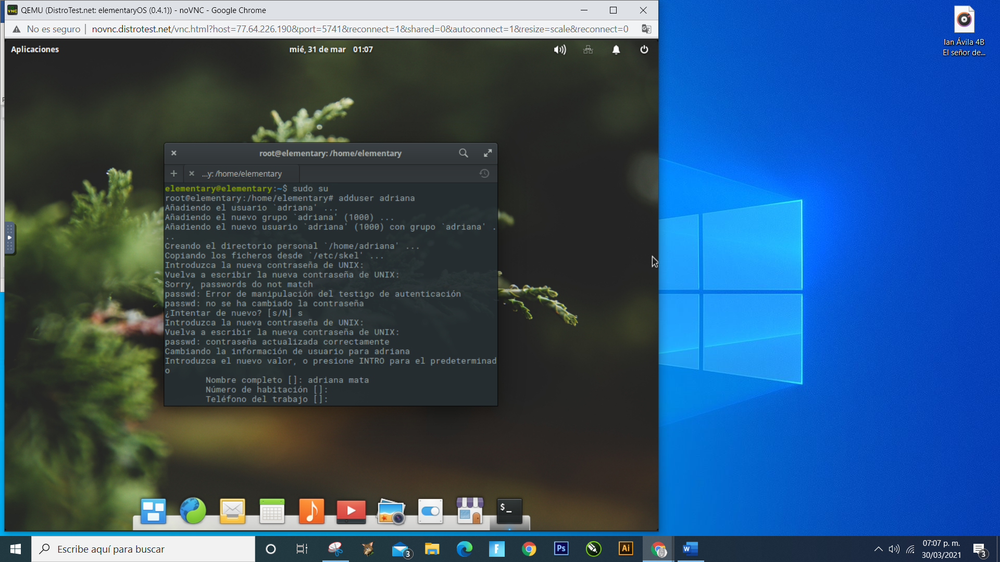 QEMU (DistroTest.net: elementaryOS (0.4.1)) - noVNC - Google Chrome
No es seguro | novnc.distrotest.net/vnc.html?host=77.64.226.190&port=5741&reconnect=1&shared=0&autoconnect=1&resize=scale&reconnect=0
Aplicaciones
mié, 31 de mar 01:07
Ian Ávila 4B
El señor de...
root@elementary: /home/elementary
...y: /home/elementary
elementary@elementary:~$ sudo su
root@elementary:/home/elementary# adduser adriana
Añadiendo el usuario `adriana' ...
Añadiendo el nuevo grupo `adriana' (1000) ...
Añadiendo el nuevo usuario `adriana' (1000) con grupo `adriana' .
..
Creando el directorio personal `/home/adriana' ...
Copiando los ficheros desde `/etc/skel' ...
Introduzca la nueva contraseña de UNIX:
Vuelva a escribir la nueva contraseña de UNIX:
Sorry, passwords do not match
passwd: Error de manipulación del testigo de autenticación
passwd: no se ha cambiado la contraseña
¿Intentar de nuevo? [s/N] s
Introduzca la nueva contraseña de UNIX:
Vuelva a escribir la nueva contraseña de UNIX:
passwd: contraseña actualizada correctamente
Cambiando la información de usuario para adriana
Introduzca el nuevo valor, o presione INTRO para el predeterminad
o
Nombre completo []: adriana mata
Número de habitación []:
Teléfono del trabajo []:
$_
Escribe aquí para buscar
3
F
Ps
Ai
W
07:07 p. m.
30/03/2021
3